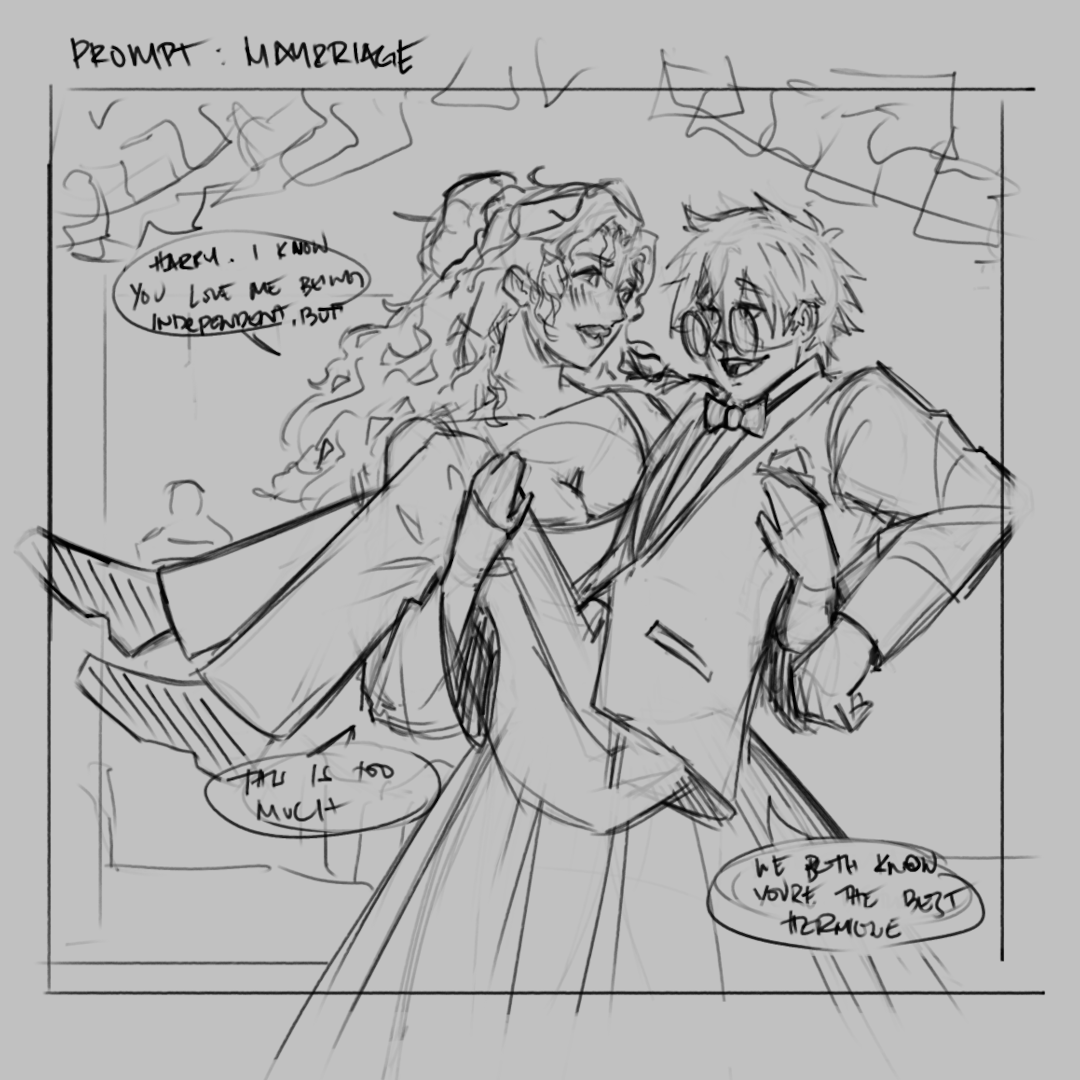 PROMPT : MAMERIAGE
HARRY. I KNOW
YOU LOVE ME BEING
INDEPENDENT, BUT
THIS IS TOO
MUCH
WE BOTH KNOW
YOU'RE THE BEST
HERMIONE